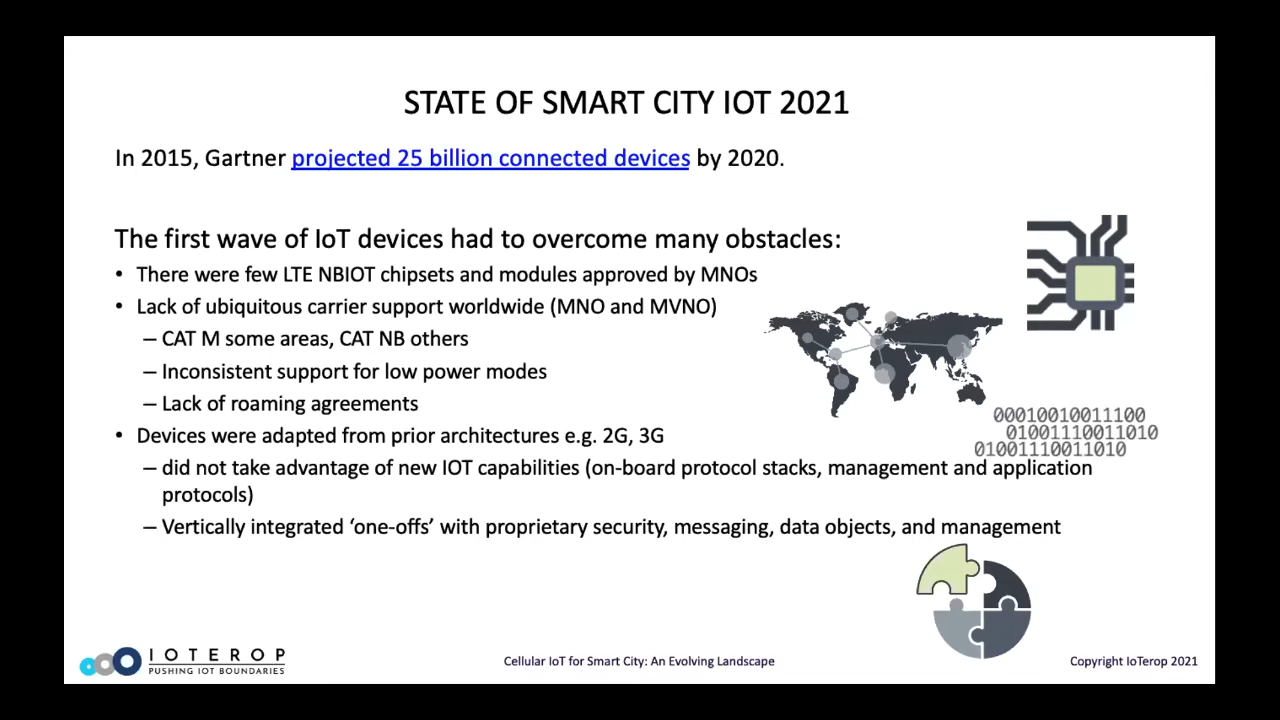 STATE OF SMART CITY IOT 2021
In 2015, Gartner projected 25 billion connected devices by 2020.
The first wave of IoT devices had to overcome many obstacles:
• There were few LTE NBIOT chipsets and modules approved by MNOs
• Lack of ubiquitous carrier support worldwide (MNO and MVNO)
– CAT M some areas, CAT NB others
– Inconsistent support for low power modes
– Lack of roaming agreements
• Devices were adapted from prior architectures e.g. 2G, 3G
– did not take advantage of new IOT capabilities (on-board protocol stacks, management and application
protocols)
– Vertically integrated ‘one-offs’ with proprietary security, messaging, data objects, and management
00010010011100
01001110011010
01001110011010
IOTEROP
PUSHING IOT BOUNDARIES
Cellular IoT for Smart City: An Evolving Landscape
Copyright IoTerop 2021